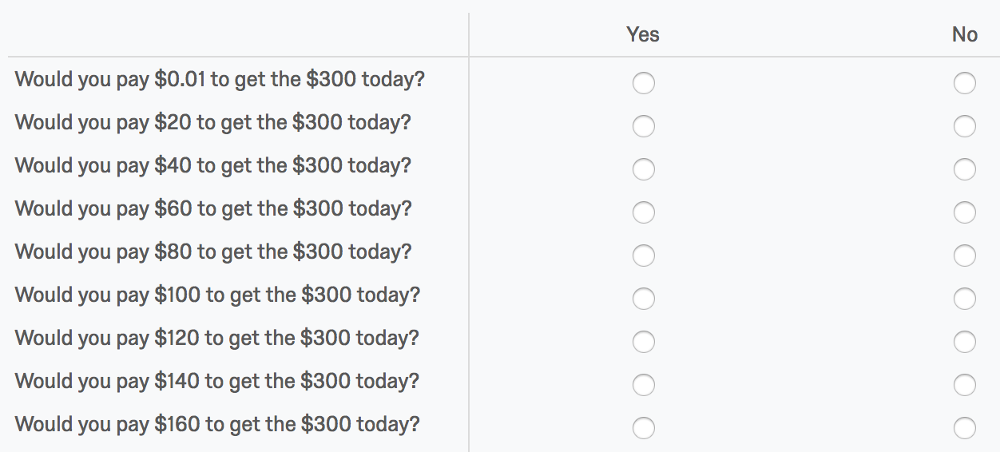 Yes No
Would you pay $0.01 to get the $300 today?
Would you pay $20 to get the $300 today?
Would you pay $40 to get the $300 today?
Would you pay $60 to get the $300 today?
Would you pay $80 to get the $300 today?
Would you pay $100 to get the $300 today?
Would you pay $120 to get the $300 today?
Would you pay $140 to get the $300 today?
Would you pay $160 to get the $300 today?